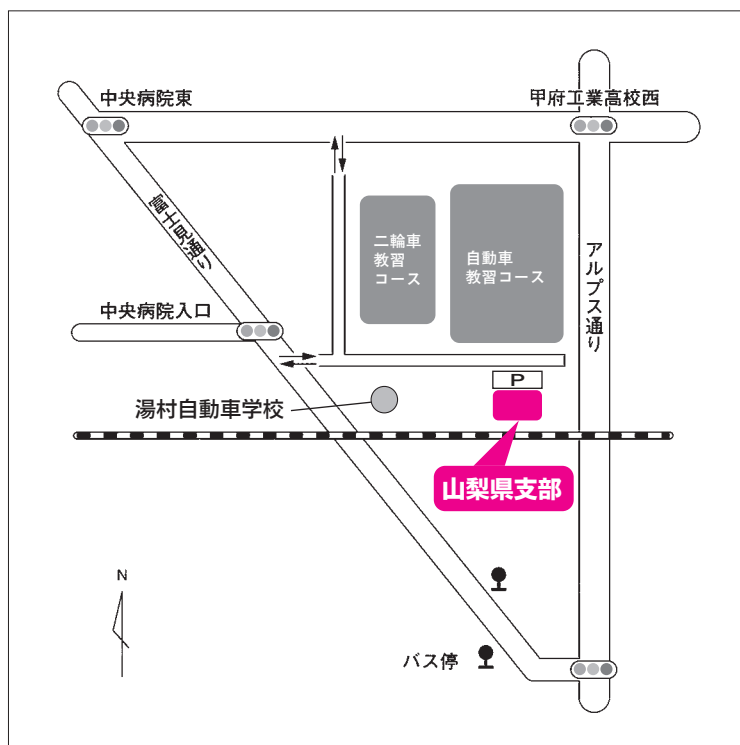 中央病院東
甲府工業高校西
富士見通り
二輪車
教習
コース
自動車
教習コース
アルプス通り
中央病院入口
P
湯村自動車学校
山梨県支部
N
バス停